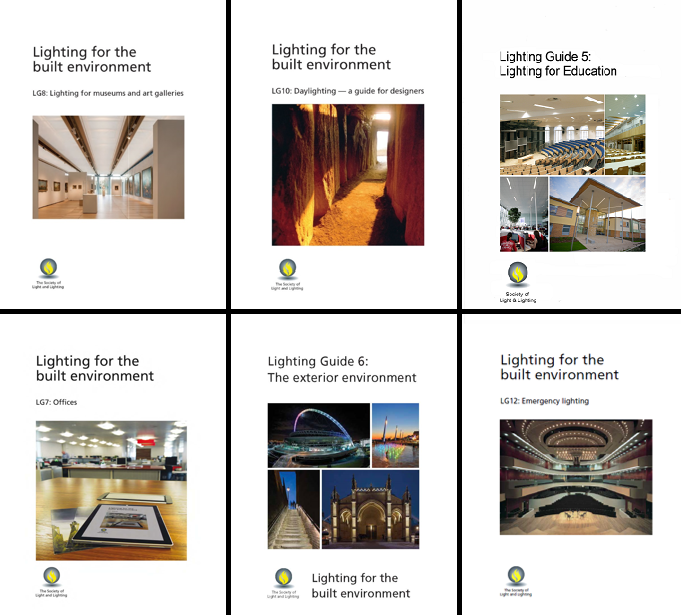 Lighting for the
built environment
LG8: Lighting for museums and art galleries
The Society of
Light and Lighting
Lighting for the
built environment
LG10: Daylighting — a guide for designers
The Society of
Light and Lighting
Lighting Guide 5:
Lighting for Education
Society of
Light & Lighting
Lighting for the
built environment
LG7: Offices
The Society of
Light and Lighting
Lighting Guide 6:
The exterior environment
The Society of
Light and Lighting
Lighting for the
built environment
Lighting for the
built environment
LG12: Emergency lighting
The Society of
Light and Lighting